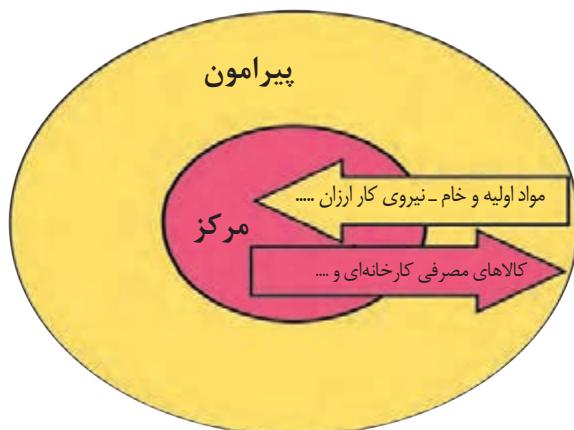 پیرامون
مواد اولیه و خام ـ نیروی کار ارزان .....
مرکز
کالاهای مصرفی کارخانه‌ای و ....